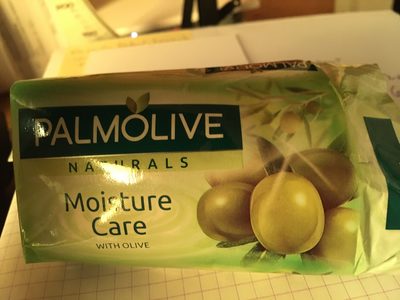 PALMOLIVE
NATURALS
Moisture
Care
WITH OLIVE